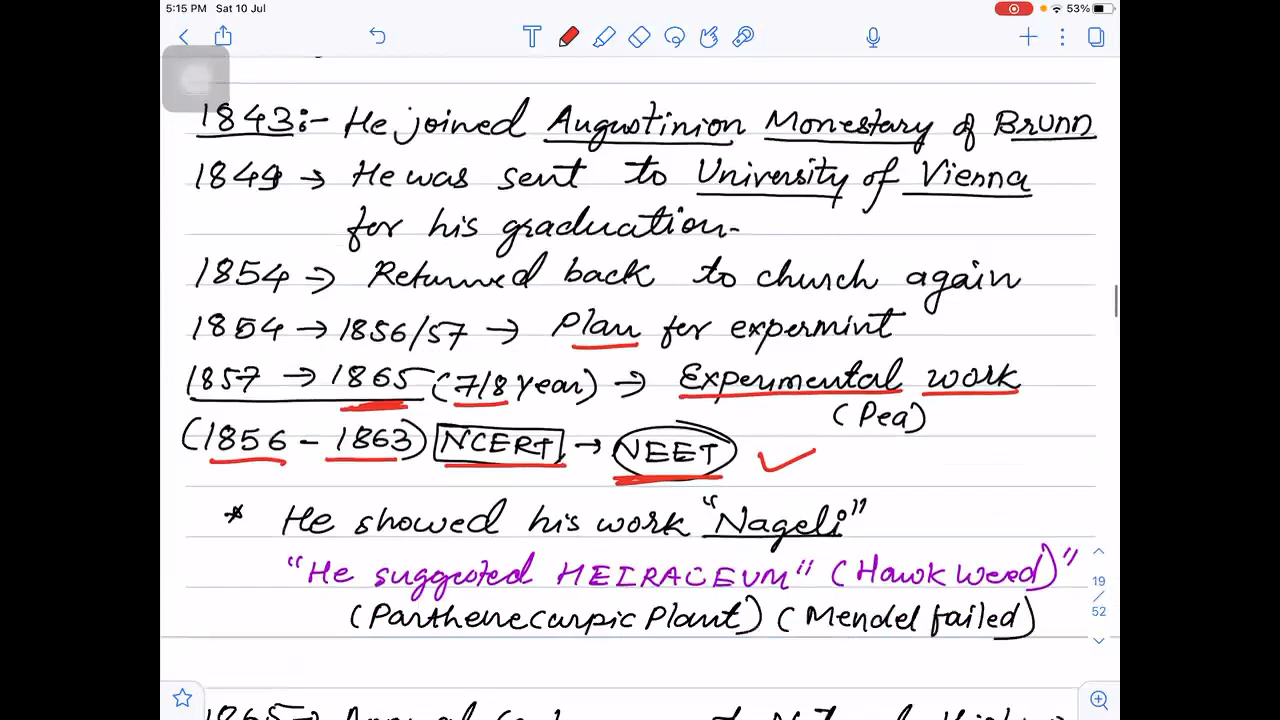 5:15 PM Sat 10 Jul 53%
T
1843:- He joined Augustinion Monestary of Brunn
1849 → He was sent to University of Vienna
for his graduation-
1854 → Returned back to church again
1854 → 1856/57 → Plan for expermint
1857 → 1865 (7/8 year) → Experimental work
(Pea)
(1856 - 1863) NCERT → NEET ✓
* He showed his work "Nageli"
"He suggested HEIRACEUM" (Hawk Weed)"
(Parthenecarpic Plant) (Mendel failed)
19
/
52
1865 →